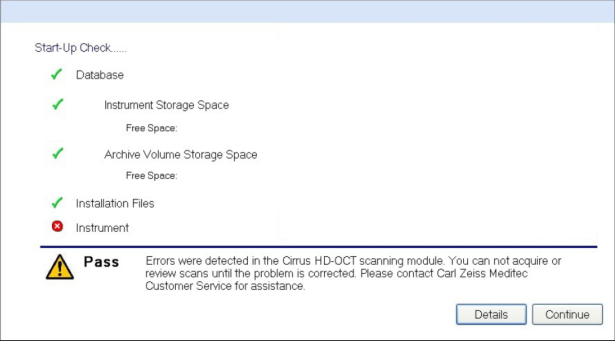 Start-Up Check......
Database
Instrument Storage Space
Free Space:
Archive Volume Storage Space
Free Space:
Installation Files
Instrument
Pass
Errors were detected in the Cirrus HD-OCT scanning module. You can not acquire or
review scans until the problem is corrected. Please contact Carl Zeiss Meditec
Customer Service for assistance.
Details
Continue